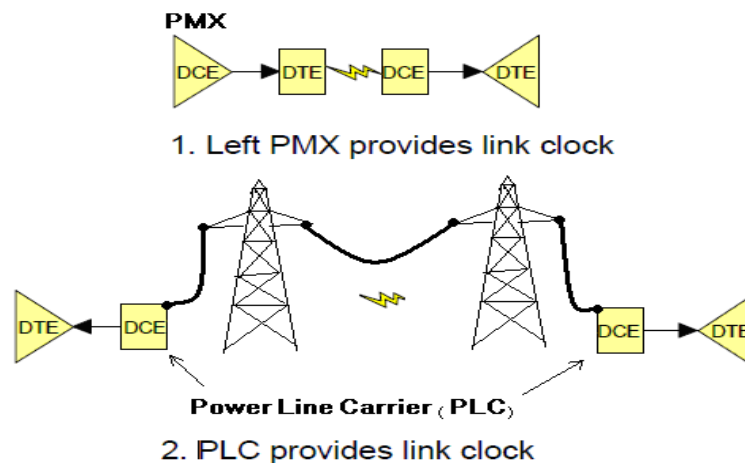 PMX
DCE DTE DCE DTE
1. Left PMX provides link clock
DTE DCE DCE DTE
Power Line Carrier ( PLC)
2. PLC provides link clock